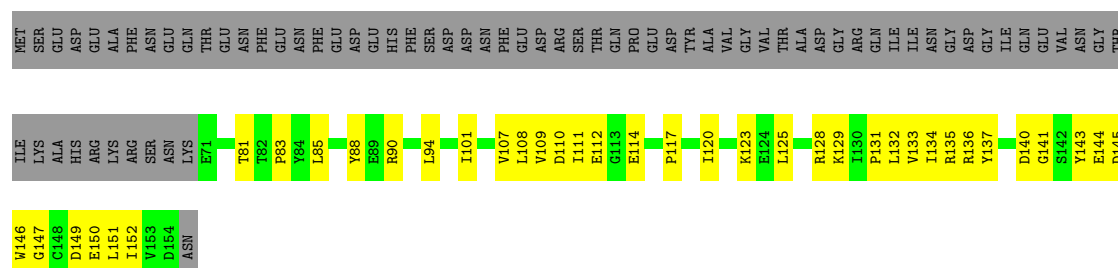 MET SER GLU ASP GLU ALA PHE ASN GLU GLN THR GLU ASN PHE GLU ASN PHE GLU ASP GLU HIS PHE SER ASP ASP ASN PHE GLU ASP ARG SER THR GLN PRO GLU ASP TYR ALA VAL GLY VAL THR ALA ASP GLY ARG GLN ILE ILE ASN GLY ASP GLY ILE GLN GLU VAL ASN GLY THR
ILE LYS ALA HIS ARG LYS ARG SER ASN LYS E71 T81 T82 P83 Y84 L85 Y88 E89 R90 L94 I101 V107 L108 V109 D110 I111 E112 G113 E114 P117 I120 K123 E124 L125 R128 K129 I130 P131 L132 V133 I134 R135 R136 Y137 D140 G141 S142 Y143 E144 D145
W146 G147 C148 D149 E150 L151 I152 V153 D154 ASN